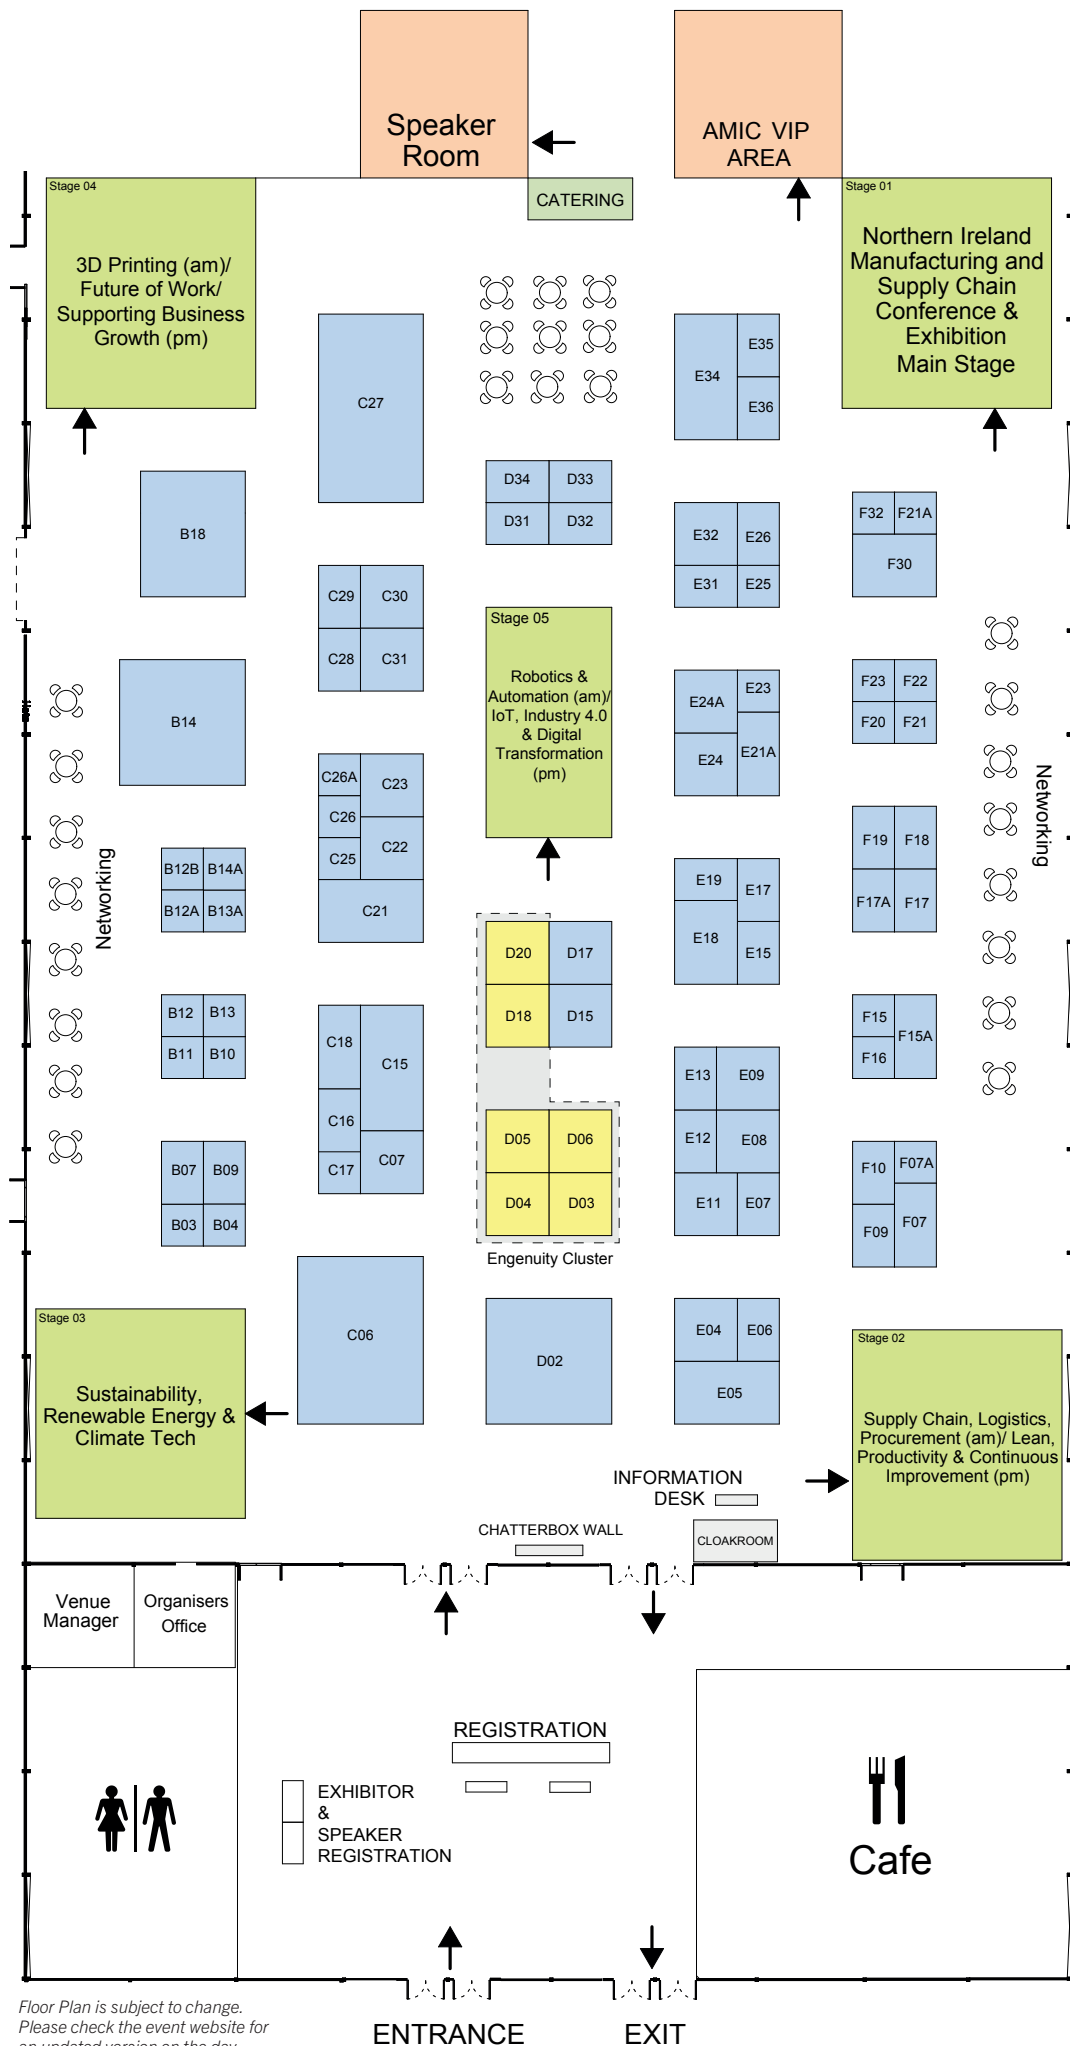 Speaker
Room
AMIC VIP
AREA
CATERING
Stage 04
3D Printing (am)/
Future of Work/
Supporting Business
Growth (pm)
Stage 01
Northern Ireland
Manufacturing and
Supply Chain
Conference &
Exhibition
Main Stage
C27
E34
E35
E36
B18
D34
D33
D31
D32
E32
E26
E31
E25
F32
F21A
F30
C29
C30
C28
C31
Stage 05
Robotics &
Automation (am)/
IoT, Industry 4.0
& Digital
Transformation
(pm)
B14
E24A
E23
E24
E21A
F23
F22
F20
F21
C26A
C23
C26
C25
C22
C21
Networking
Networking
B12B
B14A
B12A
B13A
E19
E17
E18
E15
F19
F18
F17A
F17
D20
D17
D18
D15
B12
B13
B11
B10
C18
C15
C16
C17
C07
E13
E09
E12
E08
E11
E07
F15
F15A
F16
D05
D06
D04
D03
Engenuity Cluster
B07
B09
B03
B04
F10
F07A
F09
F07
C06
D02
E04
E06
E05
Stage 03
Sustainability,
Renewable Energy &
Climate Tech
Stage 02
Supply Chain, Logistics,
Procurement (am)/ Lean,
Productivity & Continuous
Improvement (pm)
INFORMATION
DESK
CHATTERBOX WALL
CLOAKROOM
Venue
Manager
Organisers
Office
REGISTRATION
EXHIBITOR
&
SPEAKER
REGISTRATION
Cafe
Floor Plan is subject to change.
Please check the event website for
an updated version on the day.
ENTRANCE
EXIT